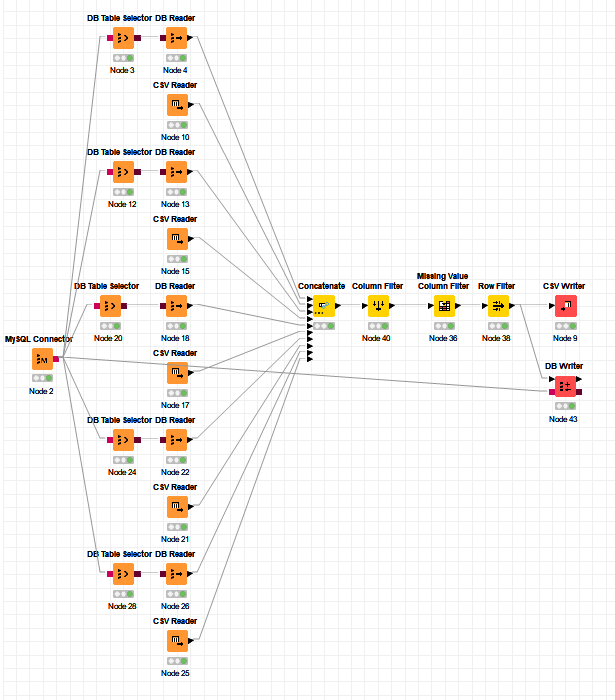 DB Table Selector DB Reader
Node 3 Node 4
CSV Reader
Node 10
DB Table Selector DB Reader
Node 12 Node 13
CSV Reader
Node 15
DB Table Selector DB Reader
Node 20 Node 18
MySQL Connector
Node 2
CSV Reader
Node 17
DB Table Selector DB Reader
Node 24 Node 22
CSV Reader
Node 21
DB Table Selector DB Reader
Node 28 Node 26
CSV Reader
Node 25
Concatenate
Column Filter
Node 40
Missing Value
Column Filter
Node 36
Row Filter
Node 38
CSV Writer
Node 9
DB Writer
Node 43